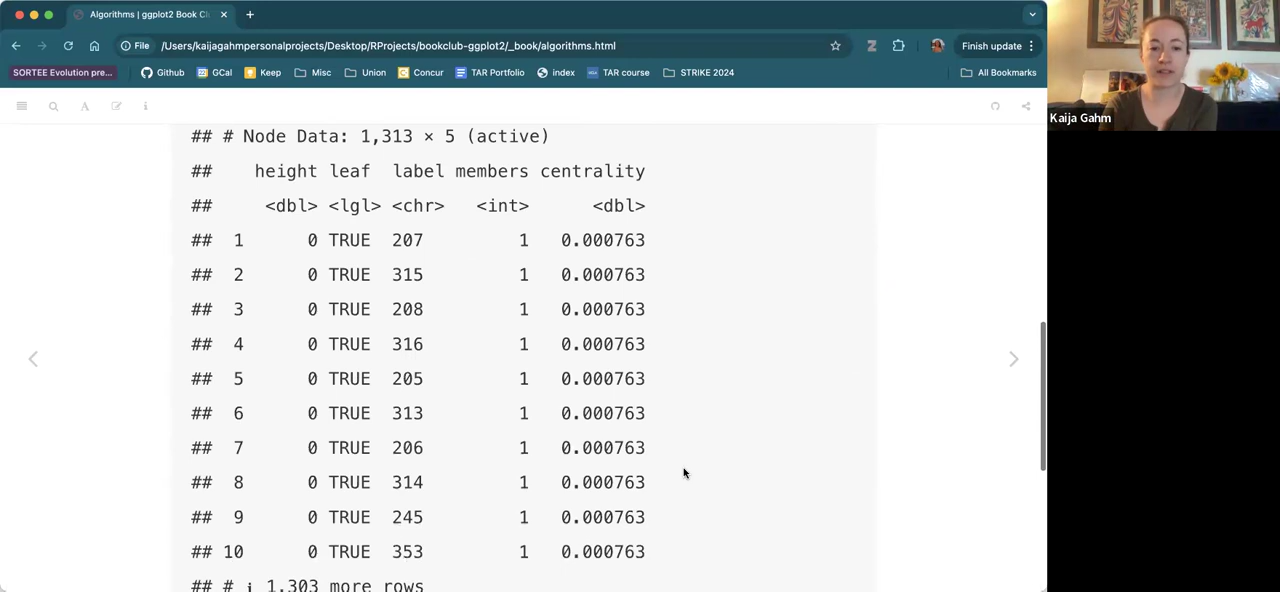 Algorithms | ggplot2 Book Cl
File /Users/kaijagahmpersonalprojects/Desktop/RProjects/bookclub-ggplot2/_book/algorithms.html Finish update
SORTEE Evolution pre... Github GCal Keep Misc Union Concur TAR Portfolio index TAR course STRIKE 2024 All Bookmarks
Kaija Gahm
## # Node Data: 1,313 × 5 (active)
## height leaf label members centrality
## <dbl> <lgl> <chr> <int> <dbl>
## 1 0 TRUE 207 1 0.000763
## 2 0 TRUE 315 1 0.000763
## 3 0 TRUE 208 1 0.000763
## 4 0 TRUE 316 1 0.000763
## 5 0 TRUE 205 1 0.000763
## 6 0 TRUE 313 1 0.000763
## 7 0 TRUE 206 1 0.000763
## 8 0 TRUE 314 1 0.000763
## 9 0 TRUE 245 1 0.000763
## 10 0 TRUE 353 1 0.000763
## # ℹ 1,303 more rows